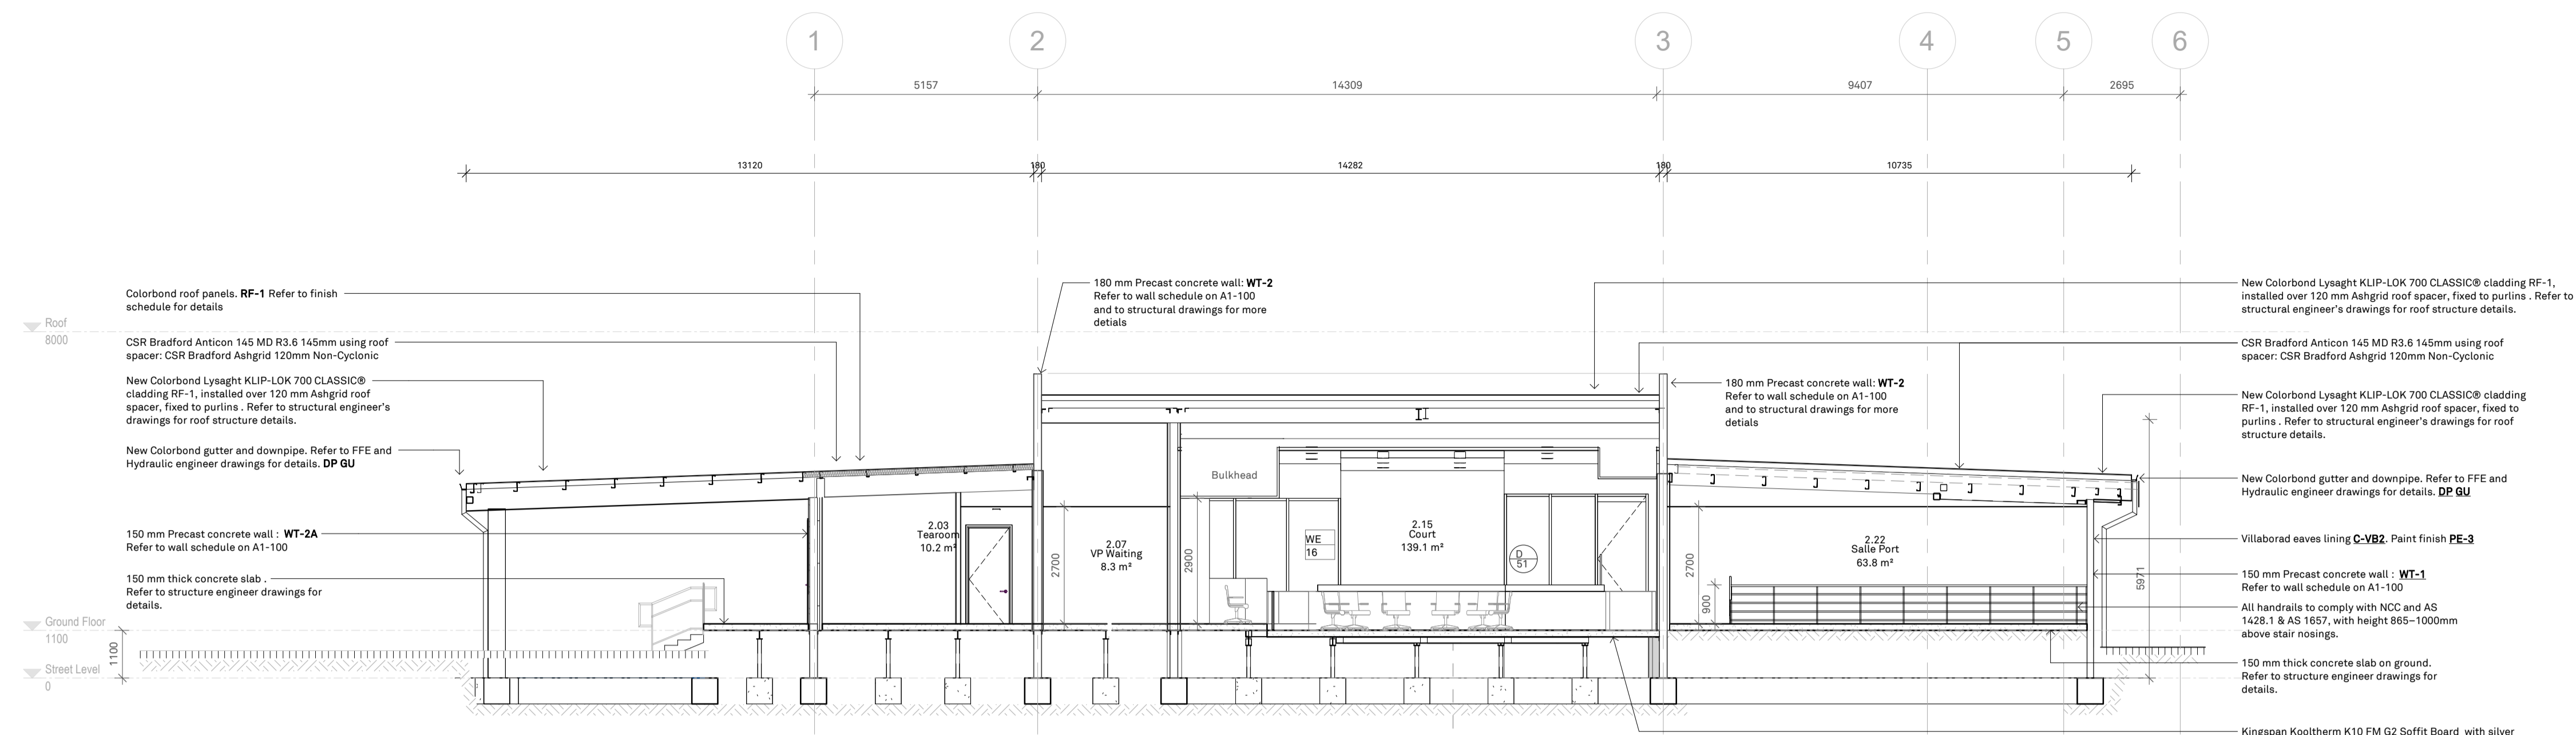 1
2
3
4
5
6
5157
14309
9407
2695
13120
180
14282
180
10735
Colorbond roof panels. RF-1 Refer to finish
schedule for details
Roof
8000
CSR Bradford Anticon 145 MD R3.6 145mm using roof
spacer: CSR Bradford Ashgrid 120mm Non-Cyclonic
New Colorbond Lysaght KLIP-LOK 700 CLASSIC®
cladding RF-1, installed over 120 mm Ashgrid roof
spacer, fixed to purlins . Refer to structural engineer's
drawings for roof structure details.
New Colorbond gutter and downpipe. Refer to FFE and
Hydraulic engineer drawings for details. DP GU
150 mm Precast concrete wall : WT-2A
Refer to wall schedule on A1-100
150 mm thick concrete slab .
Refer to structure engineer drawings for
details.
Ground Floor
1100
1100
Street Level
0
180 mm Precast concrete wall: WT-2
Refer to wall schedule on A1-100
and to structural drawings for more
detials
180 mm Precast concrete wall: WT-2
Refer to wall schedule on A1-100
and to structural drawings for more
detials
2.03
Tearoom
10.2 m²
2700
2.07
VP Waiting
8.3 m²
2900
Bulkhead
WE
16
2.15
Court
139.1 m²
D
51
2700
900
2.22
Salle Port
63.8 m²
5971
New Colorbond Lysaght KLIP-LOK 700 CLASSIC® cladding RF-1,
installed over 120 mm Ashgrid roof spacer, fixed to purlins . Refer to
structural engineer's drawings for roof structure details.
CSR Bradford Anticon 145 MD R3.6 145mm using roof
spacer: CSR Bradford Ashgrid 120mm Non-Cyclonic
New Colorbond Lysaght KLIP-LOK 700 CLASSIC® cladding
RF-1, installed over 120 mm Ashgrid roof spacer, fixed to
purlins . Refer to structural engineer's drawings for roof
structure details.
New Colorbond gutter and downpipe. Refer to FFE and
Hydraulic engineer drawings for details. DP GU
Villaborad eaves lining C-VB2. Paint finish PE-3
150 mm Precast concrete wall : WT-1
Refer to wall schedule on A1-100
All handrails to comply with NCC and AS
1428.1 & AS 1657, with height 865–1000mm
above stair nosings.
150 mm thick concrete slab on ground.
Refer to structure engineer drawings for
details.
Kingspan Kooltherm K10 FM G2 Soffit Board with silver